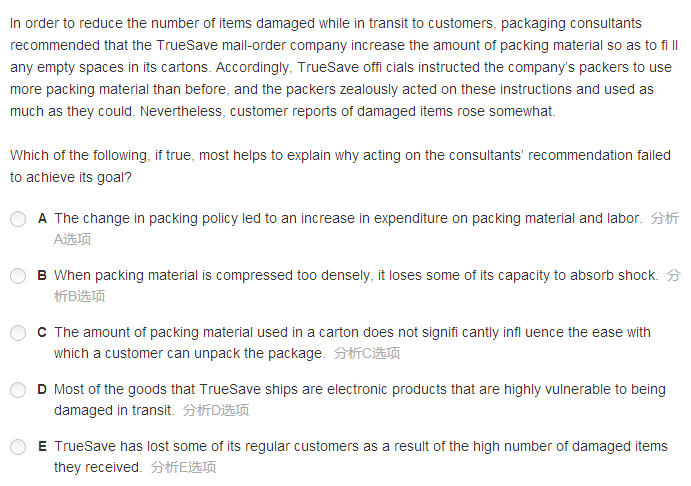 In order to reduce the number of items damaged while in transit to customers, packaging consultants
recommended that the TrueSave mail-order company increase the amount of packing material so as to fi ll
any empty spaces in its cartons. Accordingly, TrueSave offi cials instructed the company's packers to use
more packing material than before, and the packers zealously acted on these instructions and used as
much as they could. Nevertheless, customer reports of damaged items rose somewhat.
Which of the following, if true, most helps to explain why acting on the consultants' recommendation failed
to achieve its goal?
A The change in packing policy led to an increase in expenditure on packing material and labor. 分析
A选项
B When packing material is compressed too densely, it loses some of its capacity to absorb shock. 分
析B选项
C The amount of packing material used in a carton does not signifi cantly infl uence the ease with
which a customer can unpack the package. 分析C选项
D Most of the goods that TrueSave ships are electronic products that are highly vulnerable to being
damaged in transit. 分析D选项
E TrueSave has lost some of its regular customers as a result of the high number of damaged items
they received. 分析E选项